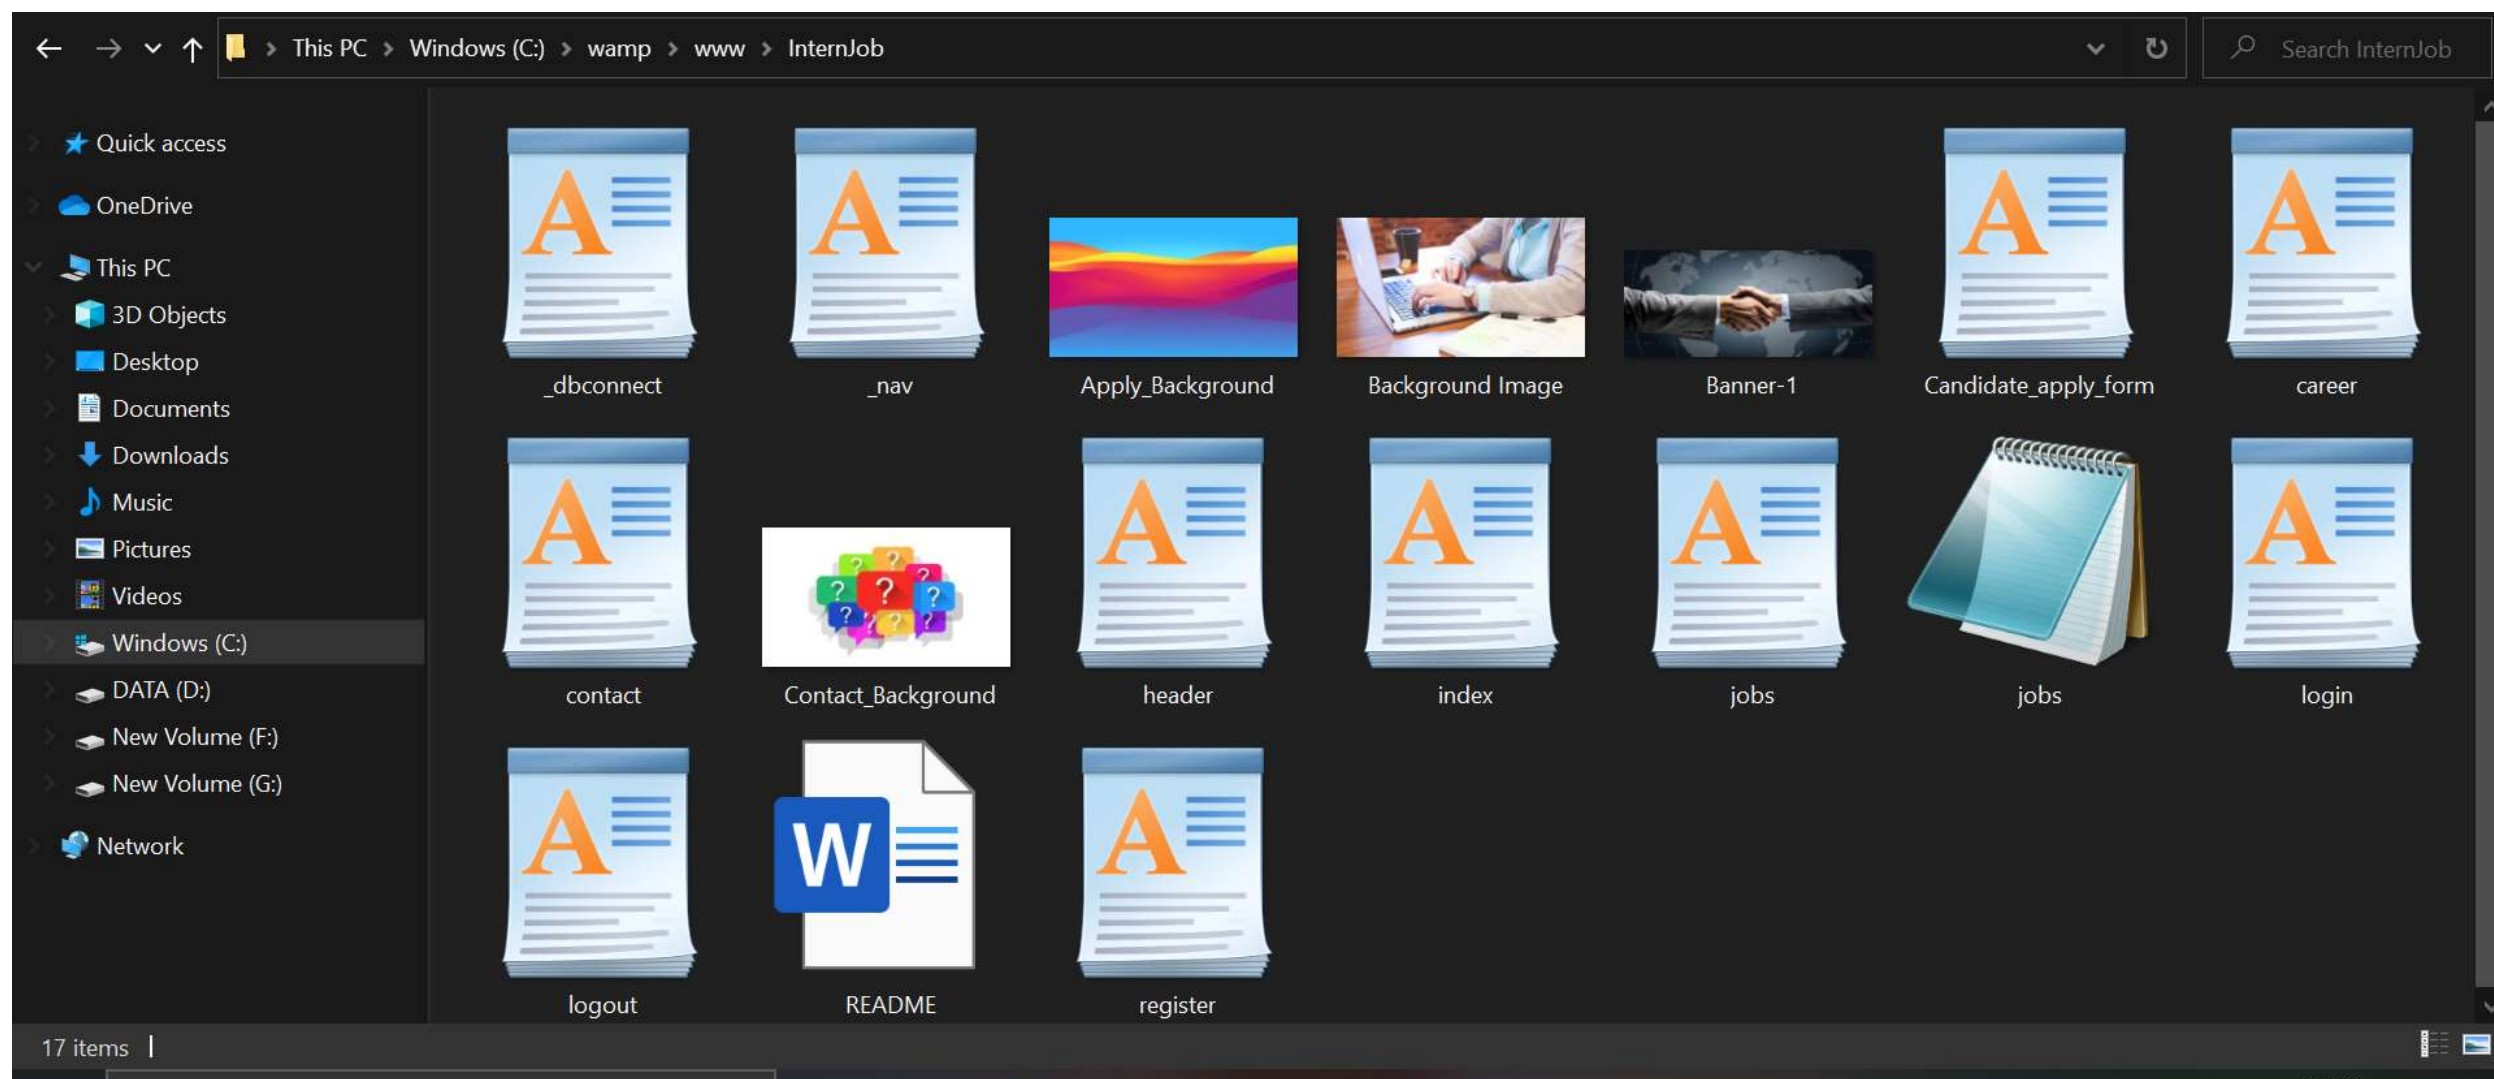 This PC > Windows (C:) > wamp > www > InternJob
Search InternJob
Quick access
OneDrive
This PC
3D Objects
Desktop
Documents
Downloads
Music
Pictures
Videos
Windows (C:)
DATA (D:)
New Volume (F:)
New Volume (G:)
Network
_dbconnect
_nav
Apply_Background
Background Image
Banner-1
Candidate_apply_form
career
contact
Contact_Background
header
index
jobs
jobs
login
logout
README
register
17 items